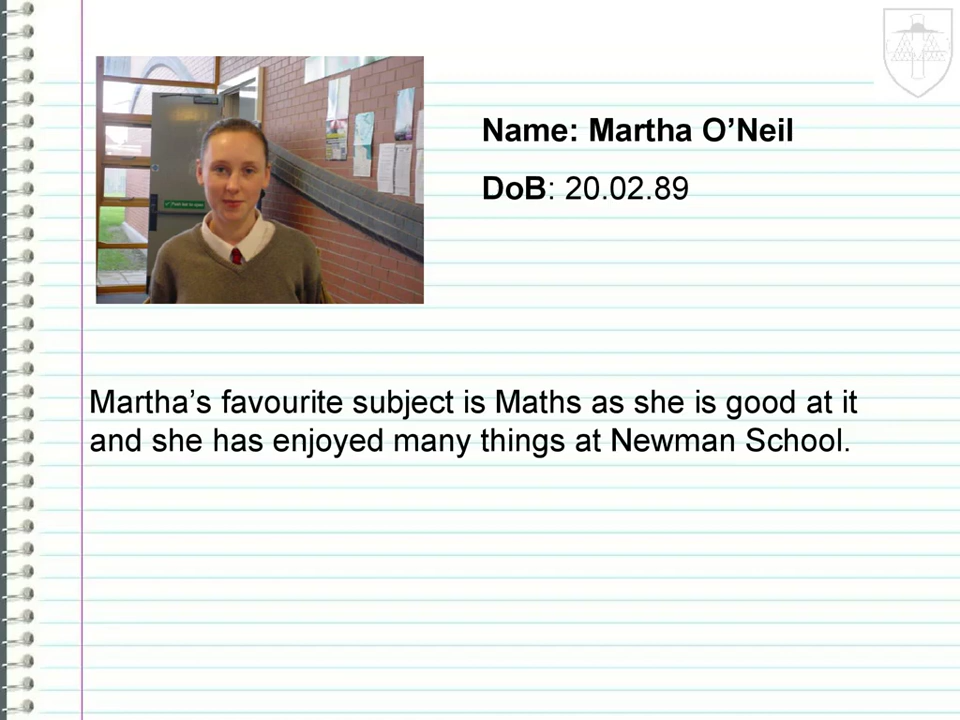 Name: Martha O’Neil
DoB: 20.02.89
Martha’s favourite subject is Maths as she is good at it
and she has enjoyed many things at Newman School.